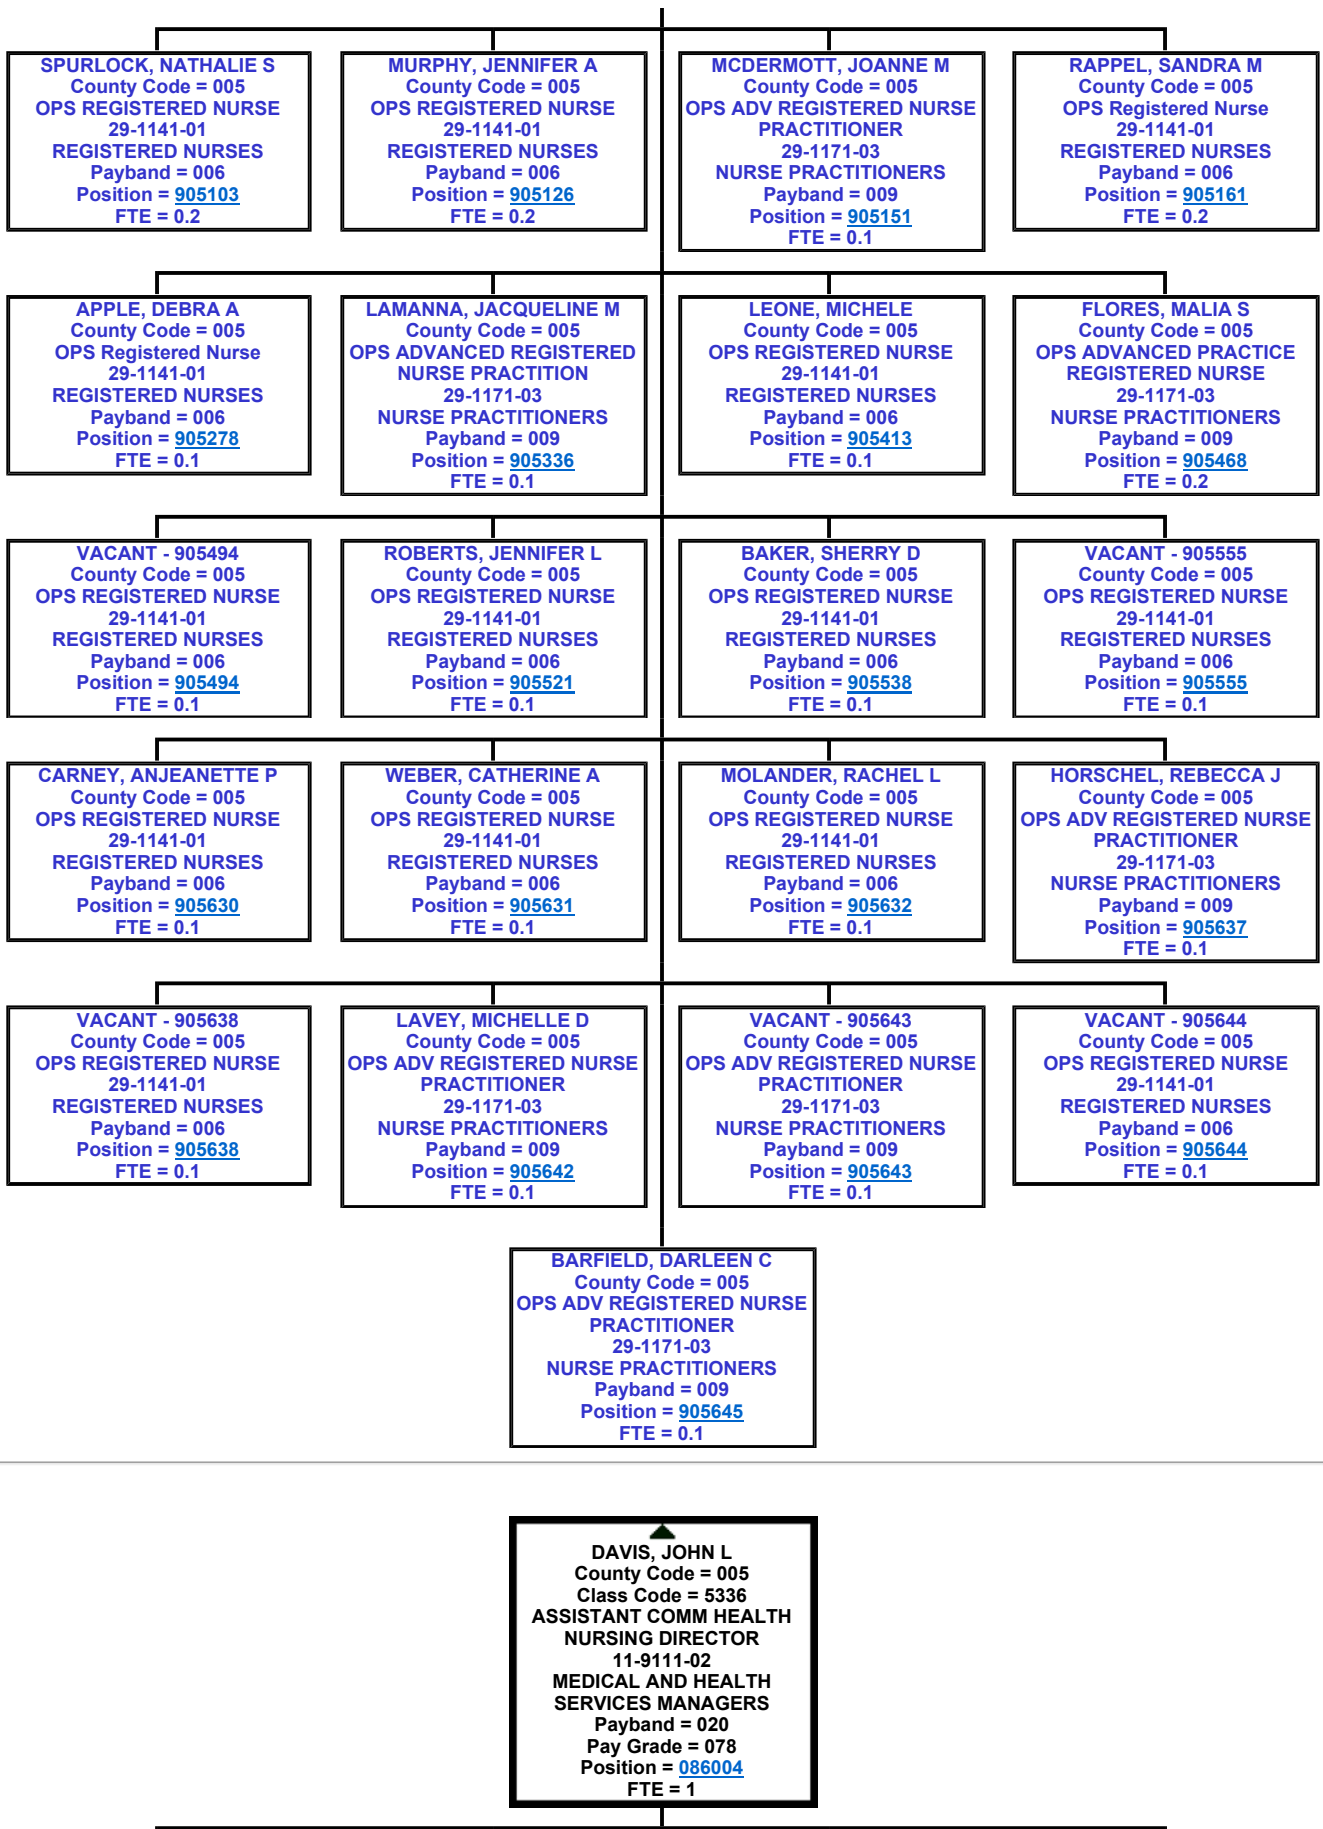 SPURLOCK, NATHALIE S
County Code = 005
OPS REGISTERED NURSE
29-1141-01
REGISTERED NURSES
Payband = 006
Position = 905103
FTE = 0.2
MURPHY, JENNIFER A
County Code = 005
OPS REGISTERED NURSE
29-1141-01
REGISTERED NURSES
Payband = 006
Position = 905126
FTE = 0.2
MCDERMOTT, JOANNE M
County Code = 005
OPS ADV REGISTERED NURSE
PRACTITIONER
29-1171-03
NURSE PRACTITIONERS
Payband = 009
Position = 905151
FTE = 0.1
RAPPEL, SANDRA M
County Code = 005
OPS Registered Nurse
29-1141-01
REGISTERED NURSES
Payband = 006
Position = 905161
FTE = 0.2
APPLE, DEBRA A
County Code = 005
OPS Registered Nurse
29-1141-01
REGISTERED NURSES
Payband = 006
Position = 905278
FTE = 0.1
LAMANNA, JACQUELINE M
County Code = 005
OPS ADVANCED REGISTERED
NURSE PRACTITION
29-1171-03
NURSE PRACTITIONERS
Payband = 009
Position = 905336
FTE = 0.1
LEONE, MICHELE
County Code = 005
OPS REGISTERED NURSE
29-1141-01
REGISTERED NURSES
Payband = 006
Position = 905413
FTE = 0.1
FLORES, MALIA S
County Code = 005
OPS ADVANCED PRACTICE
REGISTERED NURSE
29-1171-03
NURSE PRACTITIONERS
Payband = 009
Position = 905468
FTE = 0.2
VACANT - 905494
County Code = 005
OPS REGISTERED NURSE
29-1141-01
REGISTERED NURSES
Payband = 006
Position = 905494
FTE = 0.1
ROBERTS, JENNIFER L
County Code = 005
OPS REGISTERED NURSE
29-1141-01
REGISTERED NURSES
Payband = 006
Position = 905521
FTE = 0.1
BAKER, SHERRY D
County Code = 005
OPS REGISTERED NURSE
29-1141-01
REGISTERED NURSES
Payband = 006
Position = 905538
FTE = 0.1
VACANT - 905555
County Code = 005
OPS REGISTERED NURSE
29-1141-01
REGISTERED NURSES
Payband = 006
Position = 905555
FTE = 0.1
CARNEY, ANJEANETTE P
County Code = 005
OPS REGISTERED NURSE
29-1141-01
REGISTERED NURSES
Payband = 006
Position = 905630
FTE = 0.1
WEBER, CATHERINE A
County Code = 005
OPS REGISTERED NURSE
29-1141-01
REGISTERED NURSES
Payband = 006
Position = 905631
FTE = 0.1
MOLANDER, RACHEL L
County Code = 005
OPS REGISTERED NURSE
29-1141-01
REGISTERED NURSES
Payband = 006
Position = 905632
FTE = 0.1
HORSCHEL, REBECCA J
County Code = 005
OPS ADV REGISTERED NURSE
PRACTITIONER
29-1171-03
NURSE PRACTITIONERS
Payband = 009
Position = 905637
FTE = 0.1
VACANT - 905638
County Code = 005
OPS REGISTERED NURSE
29-1141-01
REGISTERED NURSES
Payband = 006
Position = 905638
FTE = 0.1
LAVEY, MICHELLE D
County Code = 005
OPS ADV REGISTERED NURSE
PRACTITIONER
29-1171-03
NURSE PRACTITIONERS
Payband = 009
Position = 905642
FTE = 0.1
VACANT - 905643
County Code = 005
OPS ADV REGISTERED NURSE
PRACTITIONER
29-1171-03
NURSE PRACTITIONERS
Payband = 009
Position = 905643
FTE = 0.1
VACANT - 905644
County Code = 005
OPS REGISTERED NURSE
29-1141-01
REGISTERED NURSES
Payband = 006
Position = 905644
FTE = 0.1
BARFIELD, DARLEEN C
County Code = 005
OPS ADV REGISTERED NURSE
PRACTITIONER
29-1171-03
NURSE PRACTITIONERS
Payband = 009
Position = 905645
FTE = 0.1
DAVIS, JOHN L
County Code = 005
Class Code = 5336
ASSISTANT COMM HEALTH
NURSING DIRECTOR
11-9111-02
MEDICAL AND HEALTH
SERVICES MANAGERS
Payband = 020
Pay Grade = 078
Position = 086004
FTE = 1